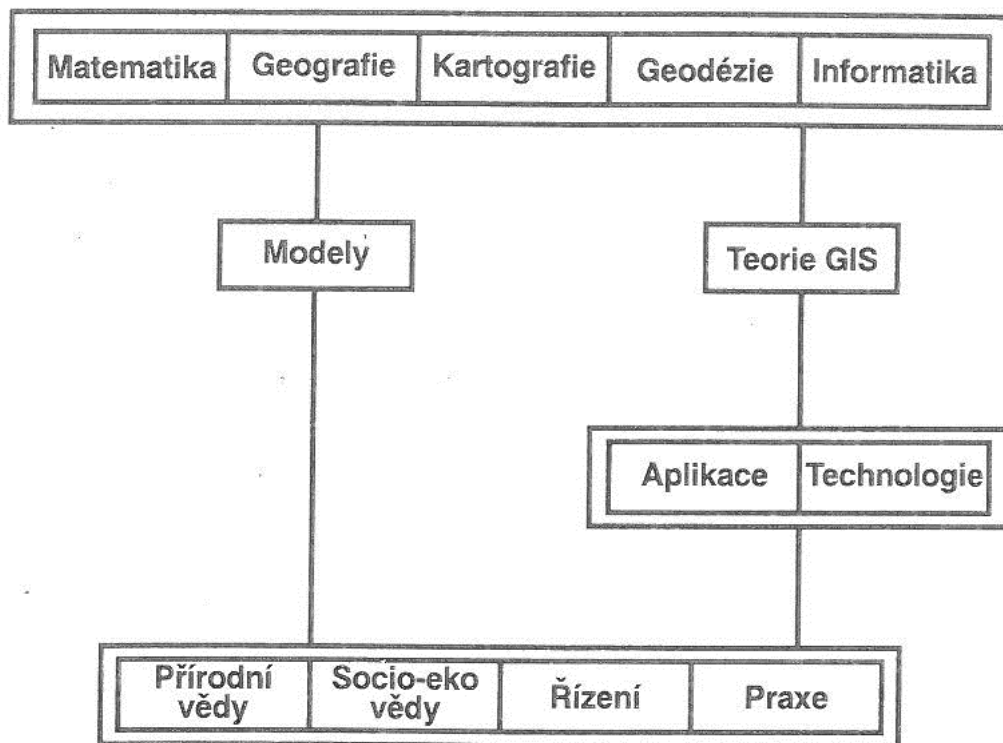 Matematika Geografie Kartografie Geodézie Informatika
Modely
Teorie GIS
Aplikace Technologie
Přírodní vědy
Socio-eko vědy
Řízení
Praxe